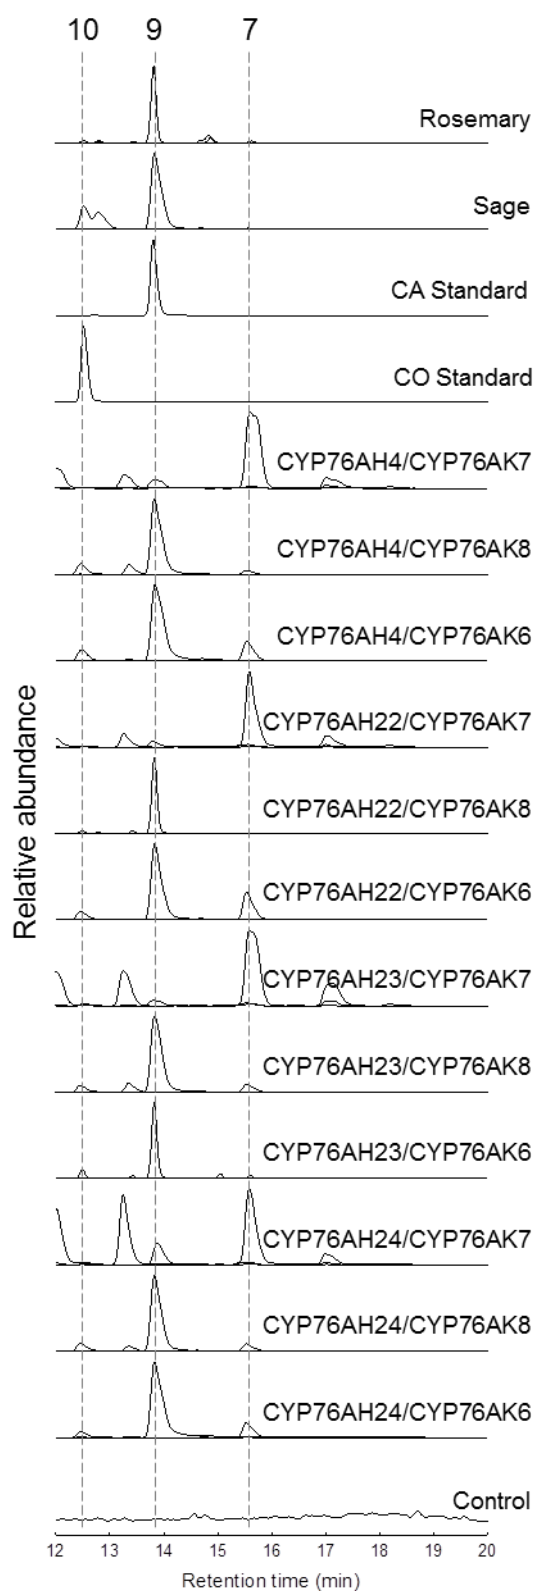 10 9 7
Rosemary
Sage
CA Standard
CO Standard
CYP76AH4/CYP76AK7
CYP76AH4/CYP76AK8
CYP76AH4/CYP76AK6
CYP76AH22/CYP76AK7
CYP76AH22/CYP76AK8
CYP76AH22/CYP76AK6
CYP76AH23/CYP76AK7
CYP76AH23/CYP76AK8
CYP76AH23/CYP76AK6
CYP76AH24/CYP76AK7
CYP76AH24/CYP76AK8
CYP76AH24/CYP76AK6
Control
Relative abundance
12 13 14 15 16 17 18 19 20
Retention time (min)